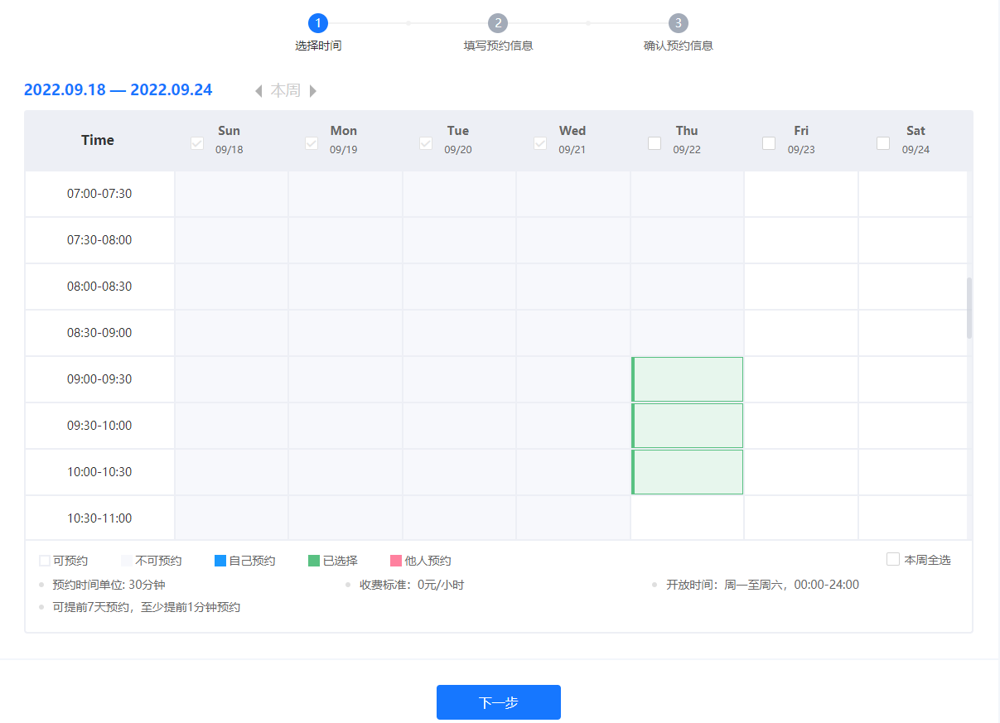 1 2 3
选择时间 填写预约信息 确认预约信息
2022.09.18 — 2022.09.24 本周
Time Sun Mon Tue Wed Thu Fri Sat
09/18 09/19 09/20 09/21 09/22 09/23 09/24
07:00-07:30
07:30-08:00
08:00-08:30
08:30-09:00
09:00-09:30
09:30-10:00
10:00-10:30
10:30-11:00
可预约 不可预约 自己预约 已选择 他人预约 本周全选
预约时间单位: 30分钟 收费标准：0元/小时 开放时间：周一至周六，00:00-24:00
可提前7天预约，至少提前1分钟预约
下一步